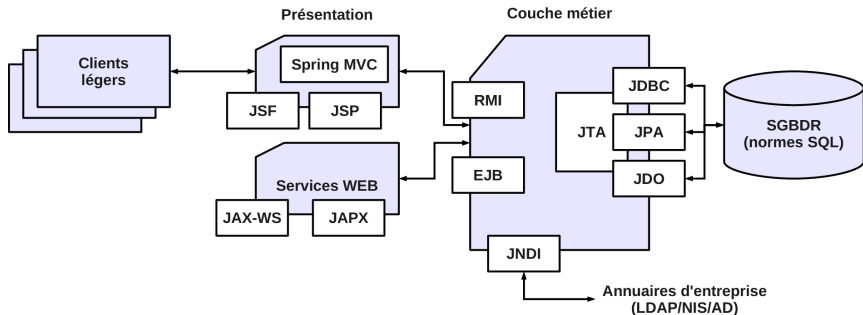 Présentation
Couche métier
Clients
légers
Spring MVC
JSF
JSP
Services WEB
JAX-WS
JAPX
RMI
EJB
JTA
JDBC
JPA
JDO
JNDI
SGBDR
(normes SQL)
Annuaires d'entreprise
(LDAP/NIS/AD)